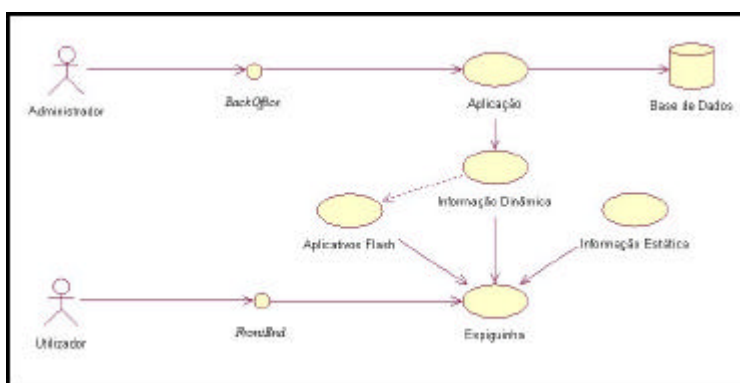 Administrador
BackOffice
Aplicação
Base de Dados
Informação Dinâmica
Aplicativos Flash
Informação Estática
Utilizador
FrontEnd
Espiguinha